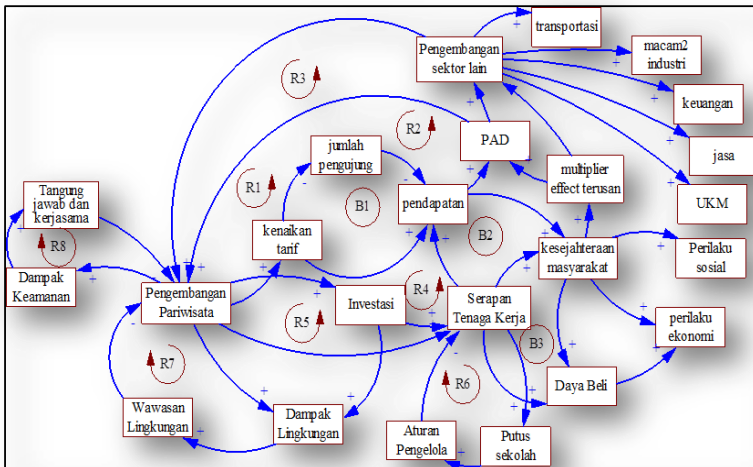 transportasi
Pengembangan
sektor lain
macam2
industri
keuangan
jasa
UKM
R3
R2
PAD
jumlah
pengujung
multiplier
effect terusan
R1
B1
pendapatan
B2
Tangung
jawab dan
kerjasama
kenaikan
tarif
kesejahteraan
masyarakat
Perilaku
sosial
R8
Dampak
Keamanan
Pengembangan
Pariwisata
Investasi
R4
Serapan
Tenaga Kerja
R5
perilaku
ekonomi
B3
R7
R6
Daya Beli
Wawasan
Lingkungan
Dampak
Lingkungan
Aturan
Pengelola
Putus
sekolah